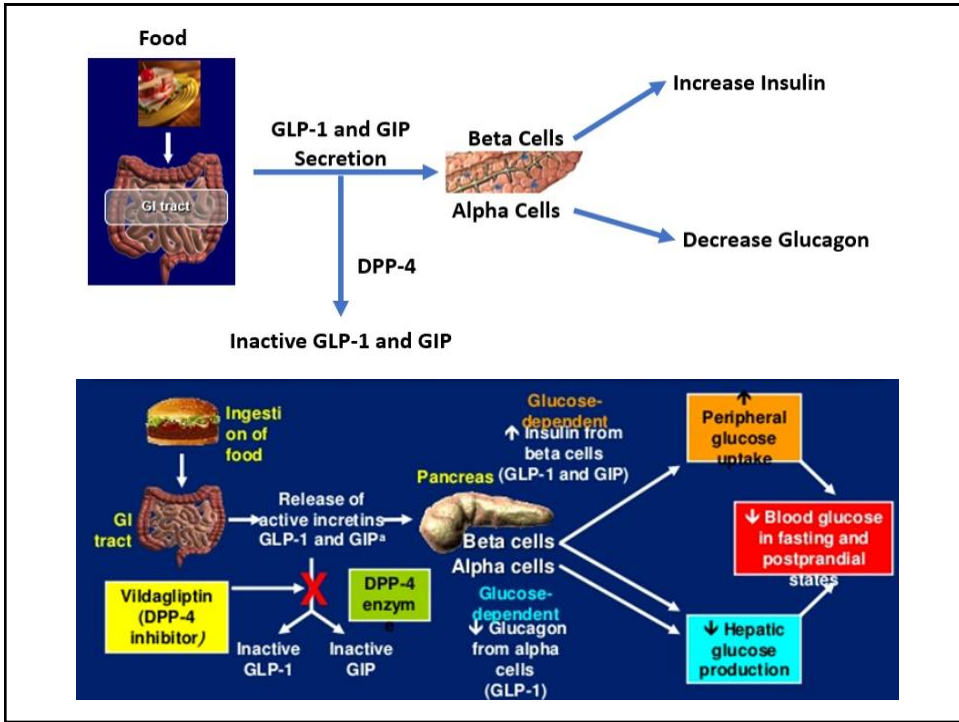 Food
GI tract
GLP-1 and GIP
Secretion
Beta Cells
Alpha Cells
Increase Insulin
Decrease Glucagon
DPP-4
Inactive GLP-1 and GIP
Ingesti
on of
food
GI
tract
Release of
active incretins
GLP-1 and GIPª
Vildagliptin
(DPP-4
inhibitor)
X
DPP-4
enzym
e
Inactive
GLP-1
Inactive
GIP
Pancreas
Glucose-
dependent
↑ Insulin from
beta cells
(GLP-1 and GIP)
Beta cells
Alpha cells
Glucose-
dependent
↓ Glucagon
from alpha
cells
(GLP-1)
↑
Peripheral
glucose
uptake
↓ Blood glucose
in fasting and
postprandial
states
↓ Hepatic
glucose
production